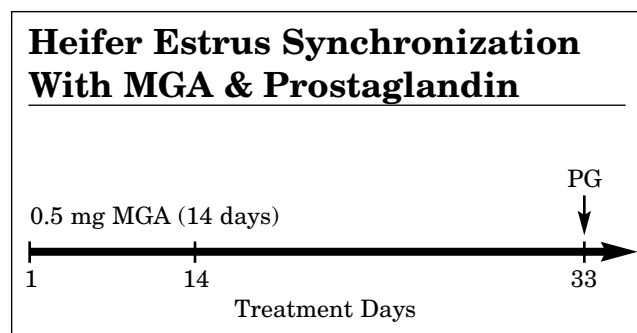 Heifer Estrus Synchronization
With MGA & Prostaglandin
PG
0.5 mg MGA (14 days)
1 14 33
Treatment Days